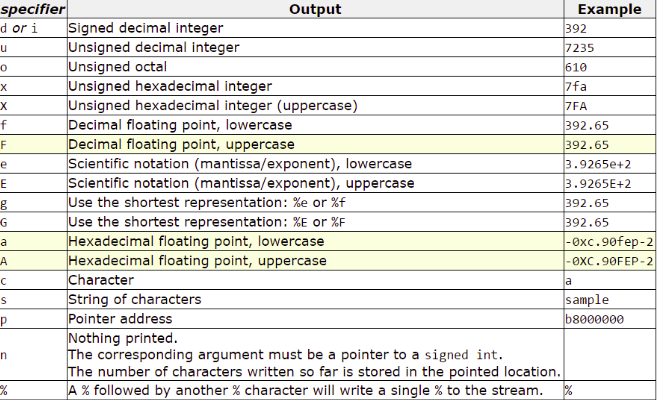 specifier Output Example
d or i Signed decimal integer 392
u Unsigned decimal integer 7235
o Unsigned octal 610
x Unsigned hexadecimal integer 7fa
X Unsigned hexadecimal integer (uppercase) 7FA
f Decimal floating point, lowercase 392.65
F Decimal floating point, uppercase 392.65
e Scientific notation (mantissa/exponent), lowercase 3.9265e+2
E Scientific notation (mantissa/exponent), uppercase 3.9265E+2
g Use the shortest representation: %e or %f 392.65
G Use the shortest representation: %E or %F 392.65
a Hexadecimal floating point, lowercase -0xc.90fep-2
A Hexadecimal floating point, uppercase -0XC.90FEP-2
c Character a
s String of characters sample
p Pointer address b8000000
Nothing printed.
n The corresponding argument must be a pointer to a signed int.
The number of characters written so far is stored in the pointed location.
% A % followed by another % character will write a single % to the stream. %